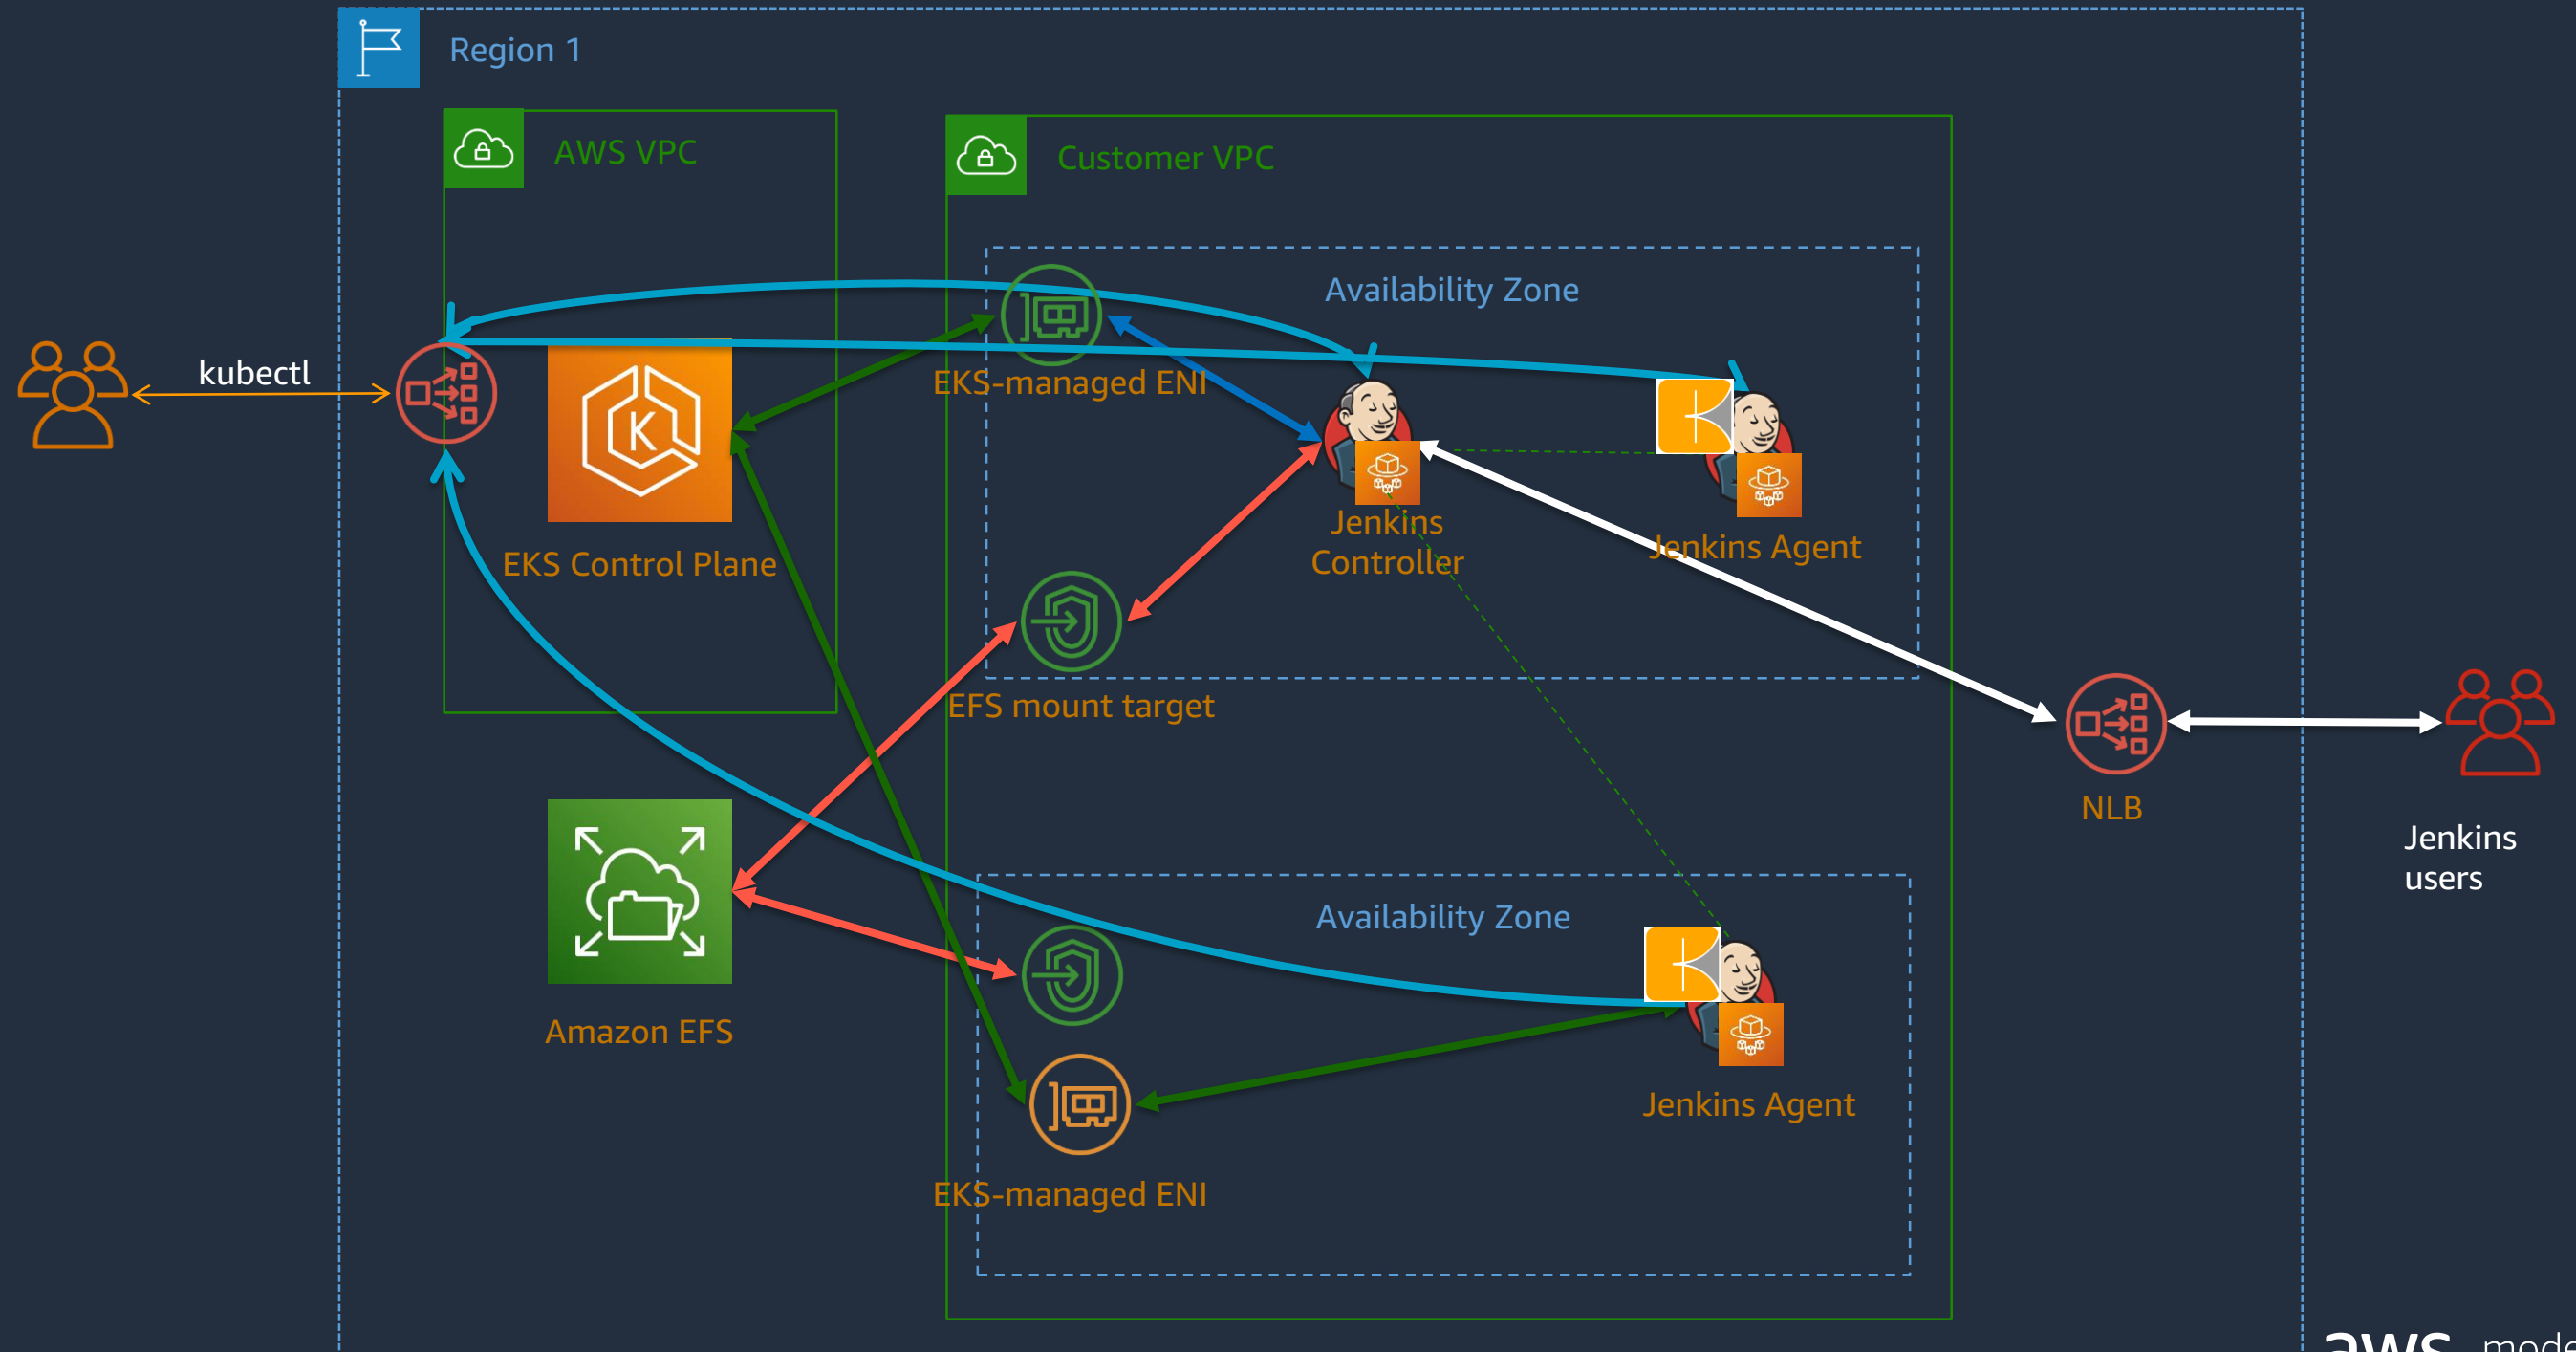 Region 1
AWS VPC
Customer VPC
Availability Zone
kubectl
EKS-managed ENI
K
EKS Control Plane
Jenkins
Controller
Jenkins Agent
EFS mount target
NLB
Jenkins
users
Availability Zone
Amazon EFS
Jenkins Agent
EKS-managed ENI
aws